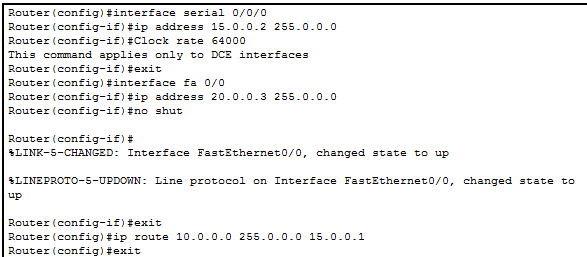 Router(config)#interface serial 0/0/0
Router(config-if)#ip address 15.0.0.2 255.0.0.0
Router(config-if)#Clock rate 64000
This command applies only to DCE interfaces
Router(config-if)#exit
Router(config)#interface fa 0/0
Router(config-if)#ip address 20.0.0.3 255.0.0.0
Router(config-if)#no shut
Router(config-if)#
%LINK-5-CHANGED: Interface FastEthernet0/0, changed state to up
%LINEPROTO-5-UPDOWN: Line protocol on Interface FastEthernet0/0, changed state to
up
Router(config-if)#exit
Router(config)#ip route 10.0.0.0 255.0.0.0 15.0.0.1
Router(config)#exit